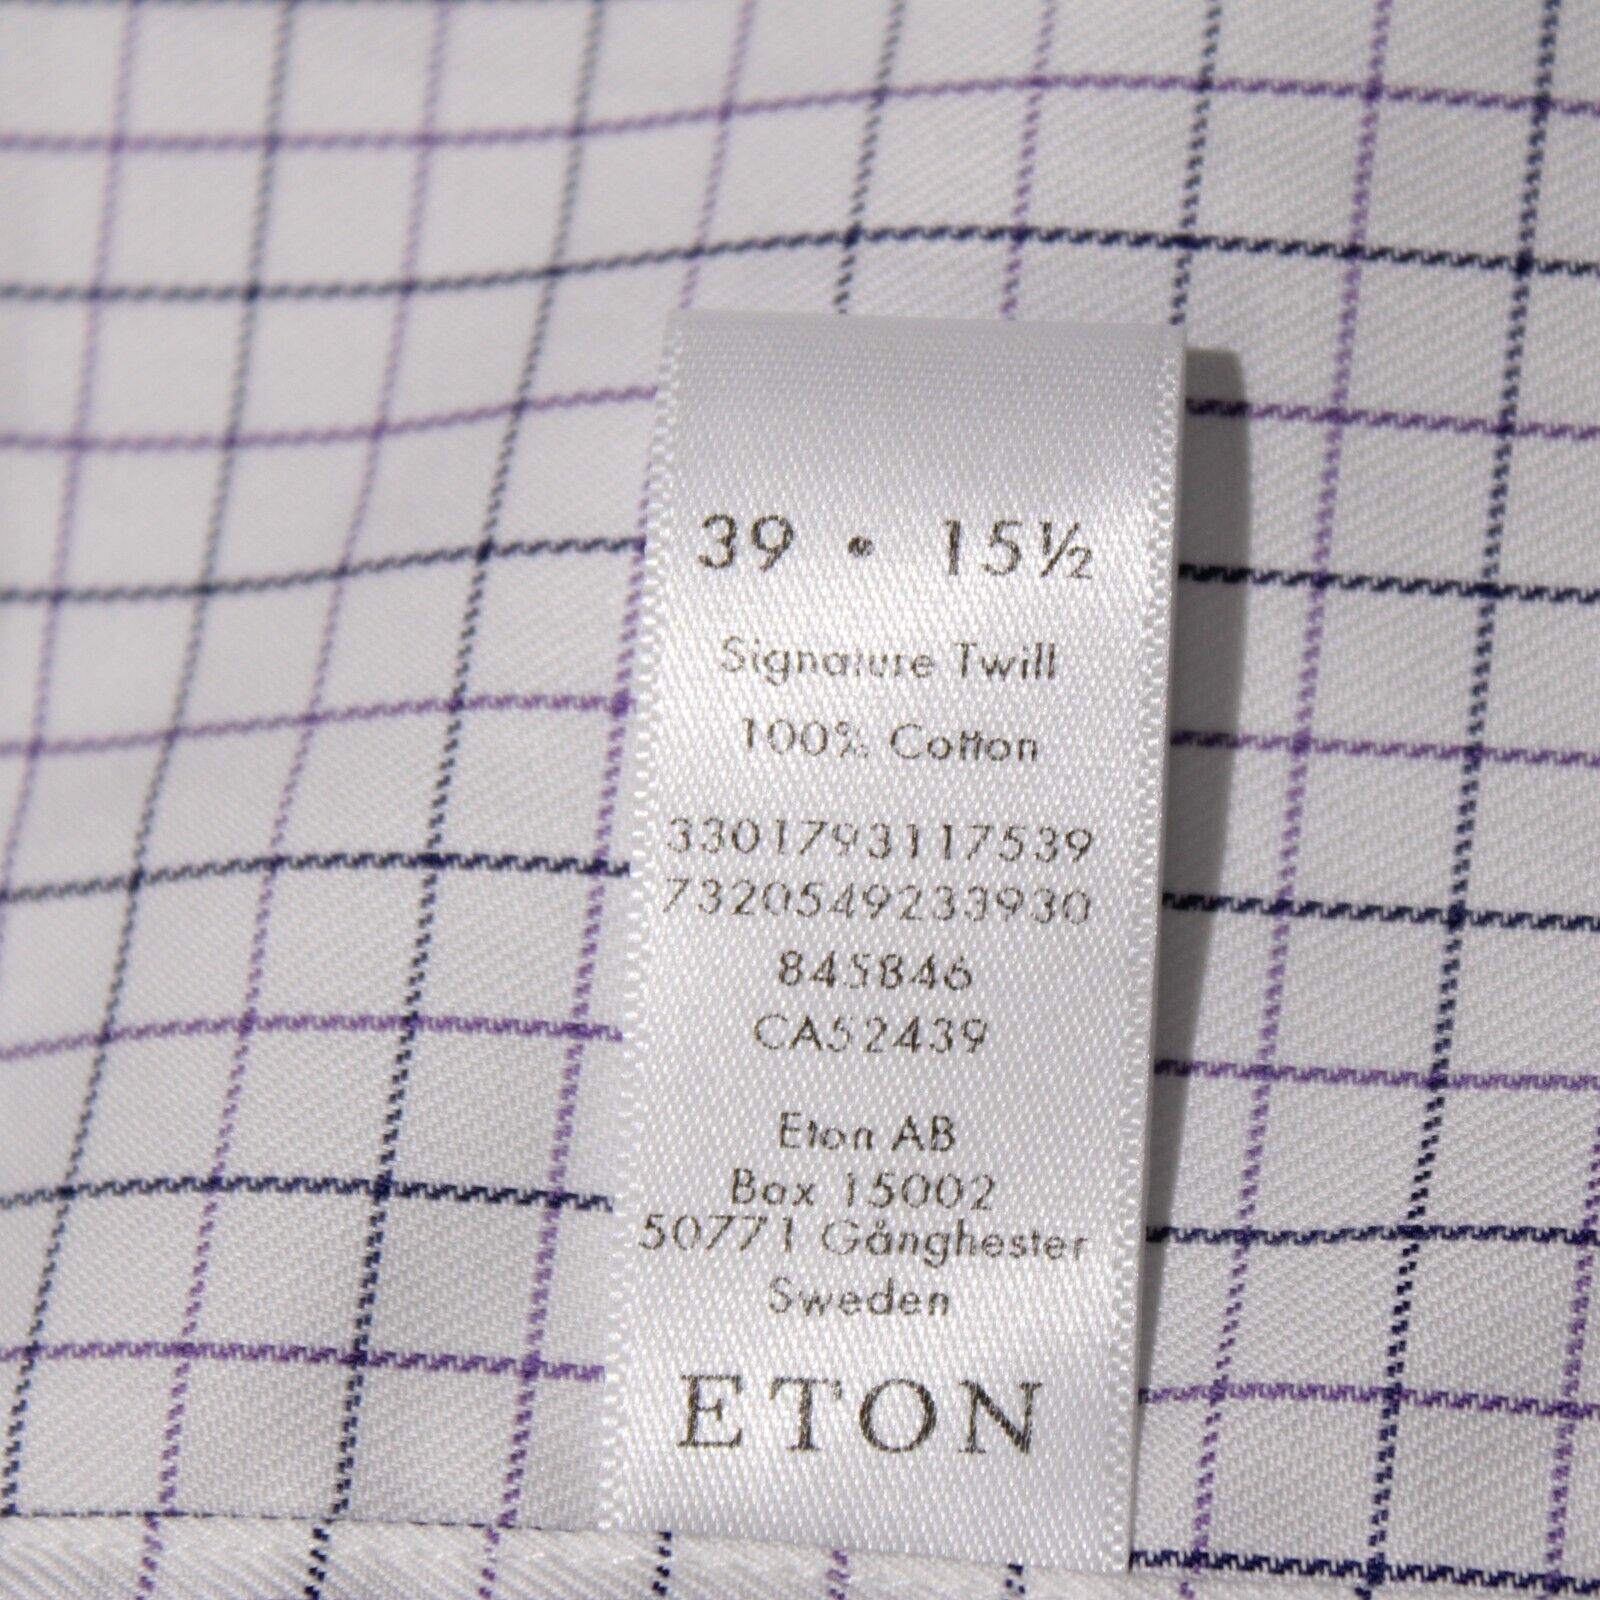 39 • 15½
Signature Twill
100% Cotton
3301793117539
7320549233930
845846
CA52439
Eton AB
Box 15002
50771 Gånghester
Sweden
ETON